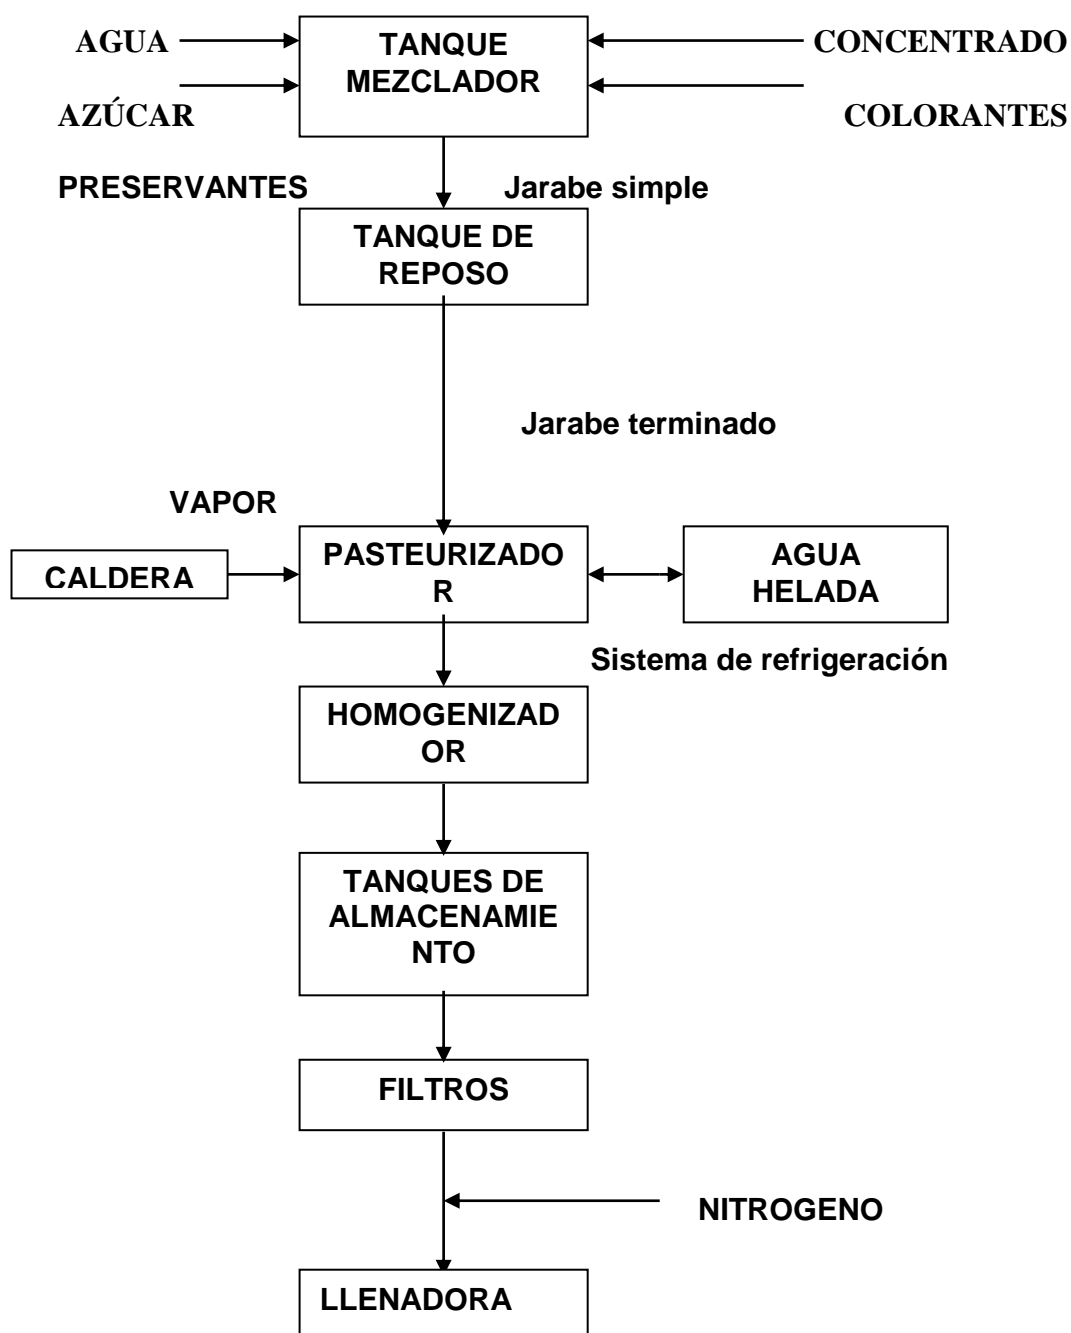 AGUA
TANQUE
MEZCLADOR
CONCENTRADO
AZÚCAR
COLORANTES
PRESERVANTES
Jarabe simple
TANQUE DE
REPOSO
Jarabe terminado
VAPOR
CALDERA
PASTEURIZADO
R
AGUA
HELADA
Sistema de refrigeración
HOMOGENIZAD
OR
TANQUES DE
ALMACENAMIE
NTO
FILTROS
NITROGENO
LLENADORA